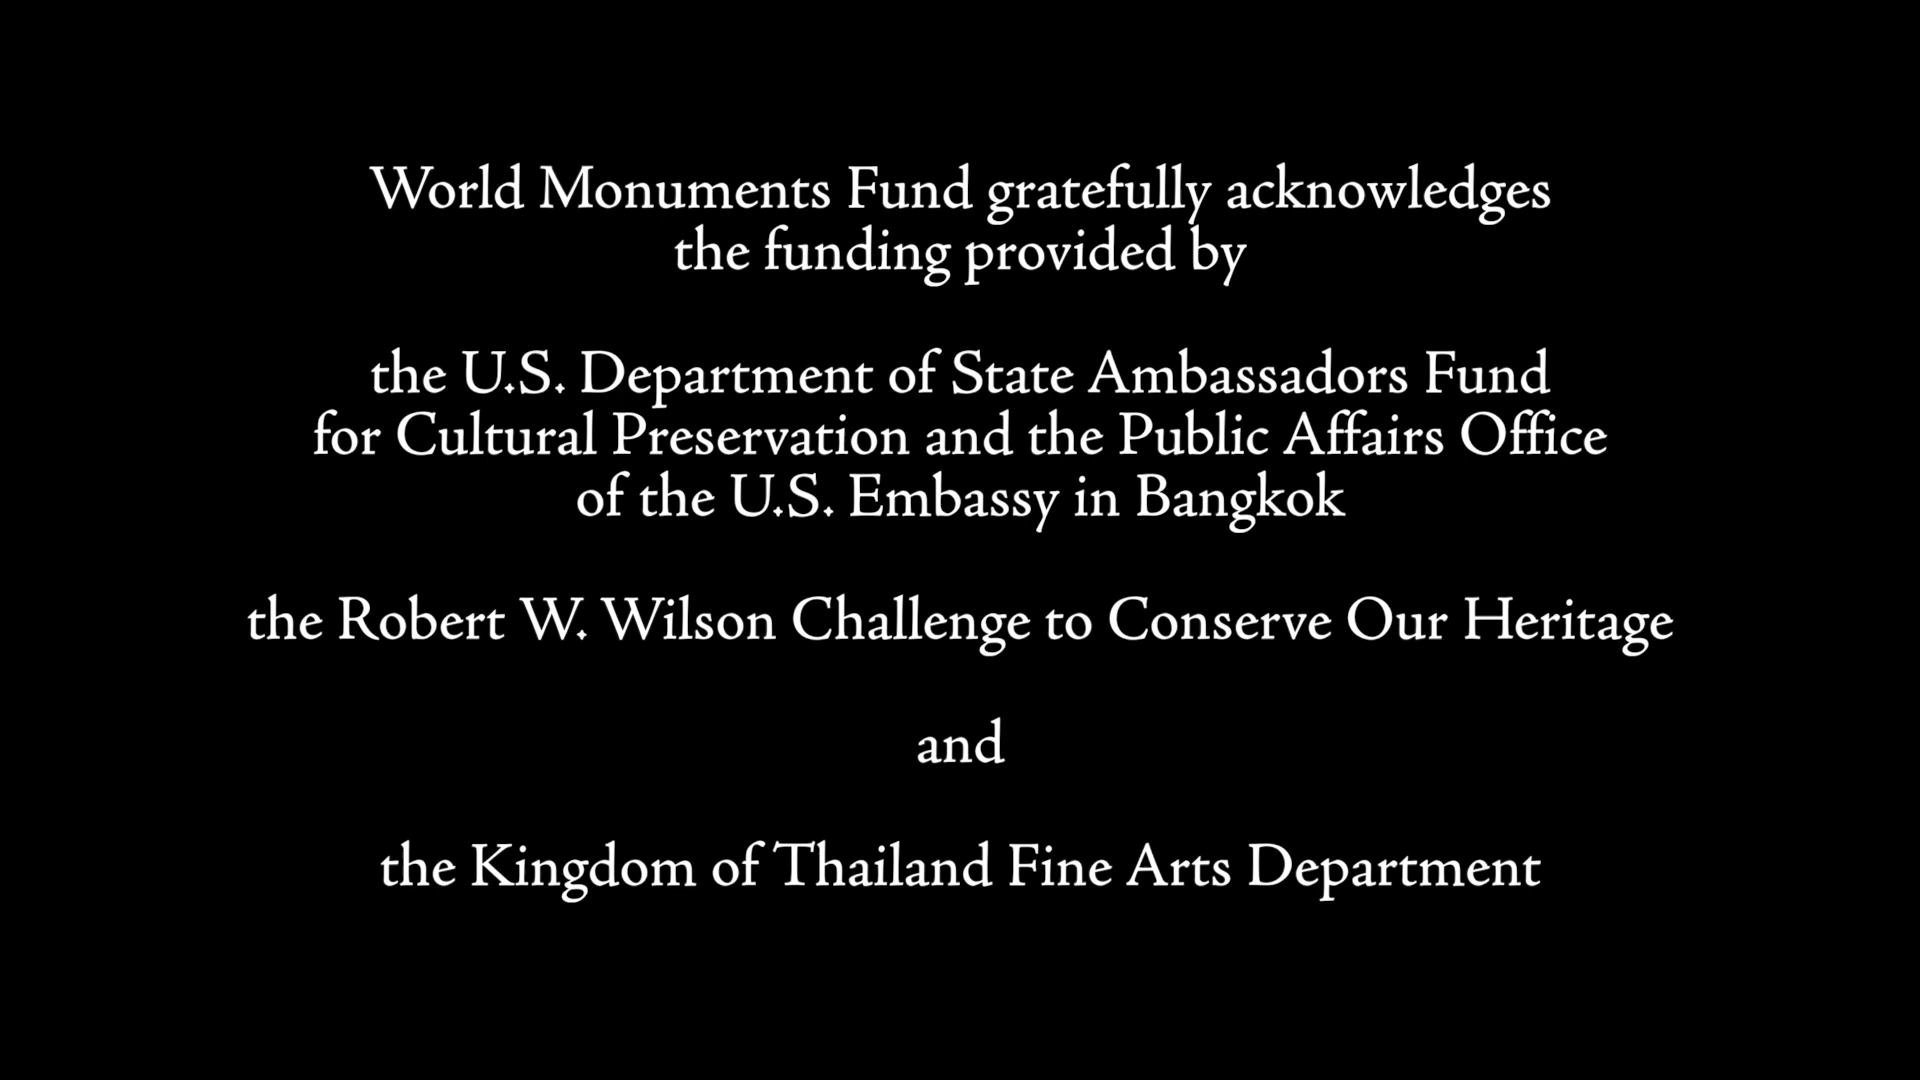 World Monuments Fund gratefully acknowledges
the funding provided by
the U.S. Department of State Ambassadors Fund
for Cultural Preservation and the Public Affairs Office
of the U.S. Embassy in Bangkok
the Robert W. Wilson Challenge to Conserve Our Heritage
and
the Kingdom of Thailand Fine Arts Department